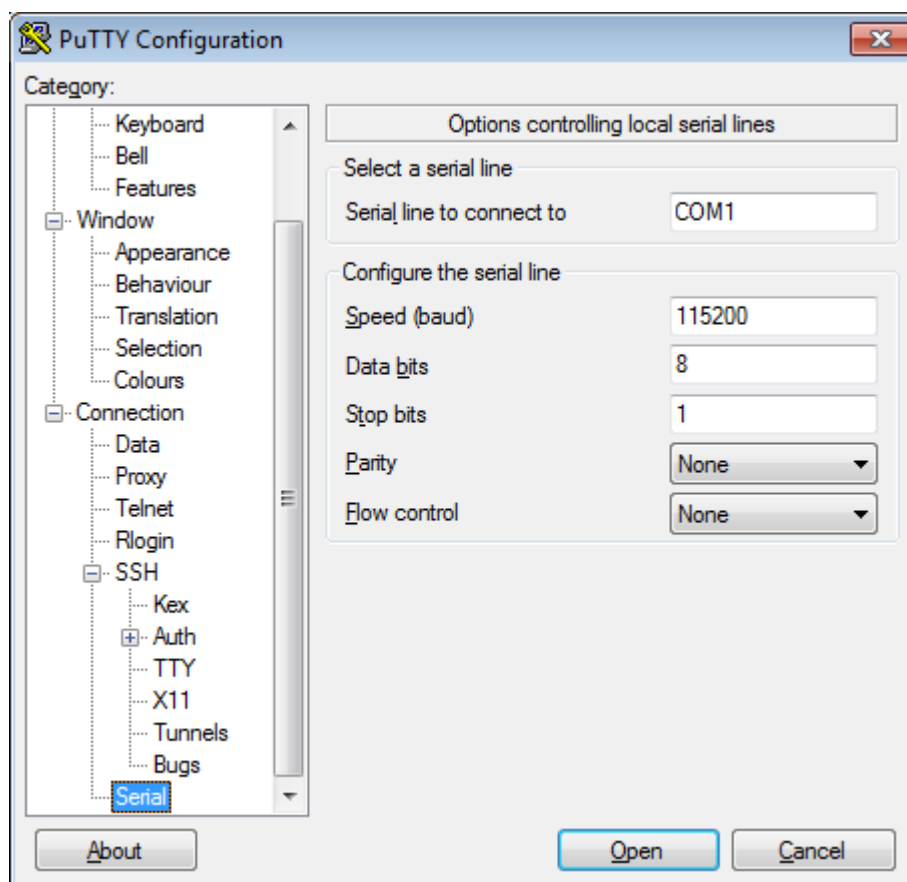 PuTTY Configuration
Category:
Keyboard
Bell
Features
Window
Appearance
Behaviour
Translation
Selection
Colours
Connection
Data
Proxy
Telnet
Rlogin
SSH
Kex
Auth
TTY
X11
Tunnels
Bugs
Serial
Options controlling local serial lines
Select a serial line
Serial line to connect to COM1
Configure the serial line
Speed (baud) 115200
Data bits 8
Stop bits 1
Parity None
Flow control None
About
Open
Cancel